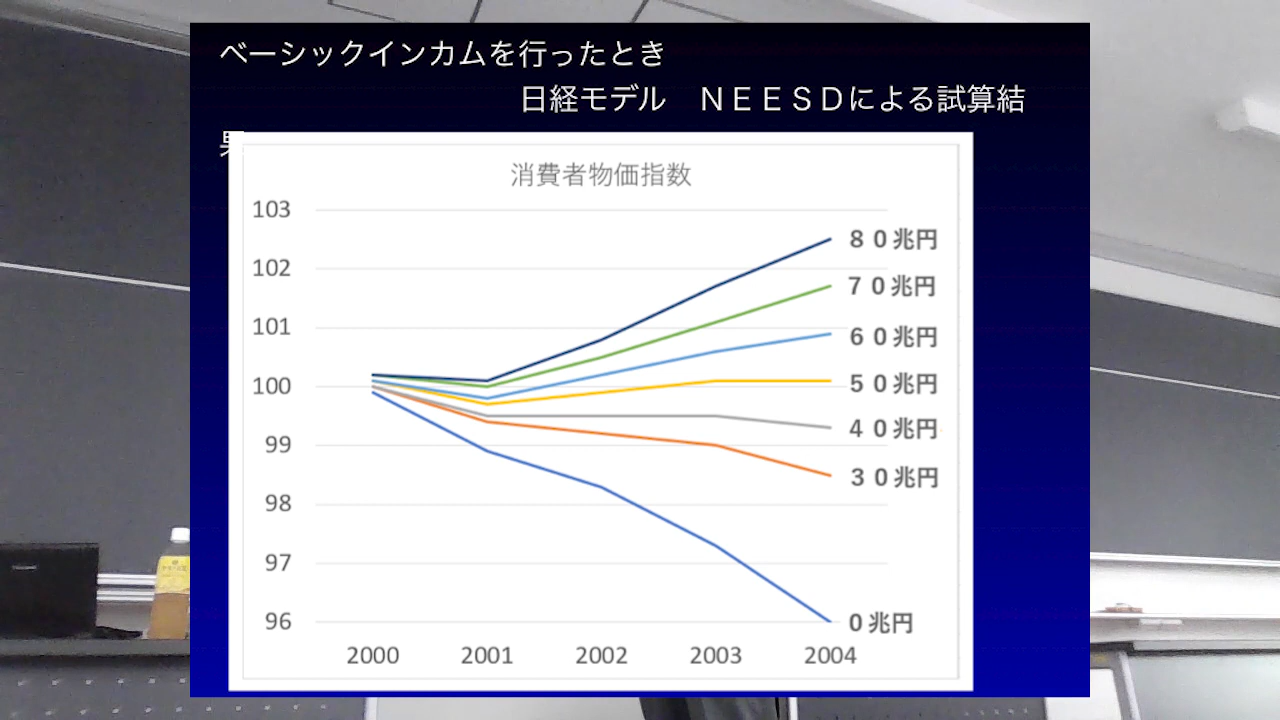 ベーシックインカムを行ったとき
日経モデル　ＮＥＥＳＤによる試算結
果
消費者物価指数
103
102
101
100
99
98
97
96
８０兆円
７０兆円
６０兆円
５０兆円
４０兆円
３０兆円
０兆円
2000 2001 2002 2003 2004